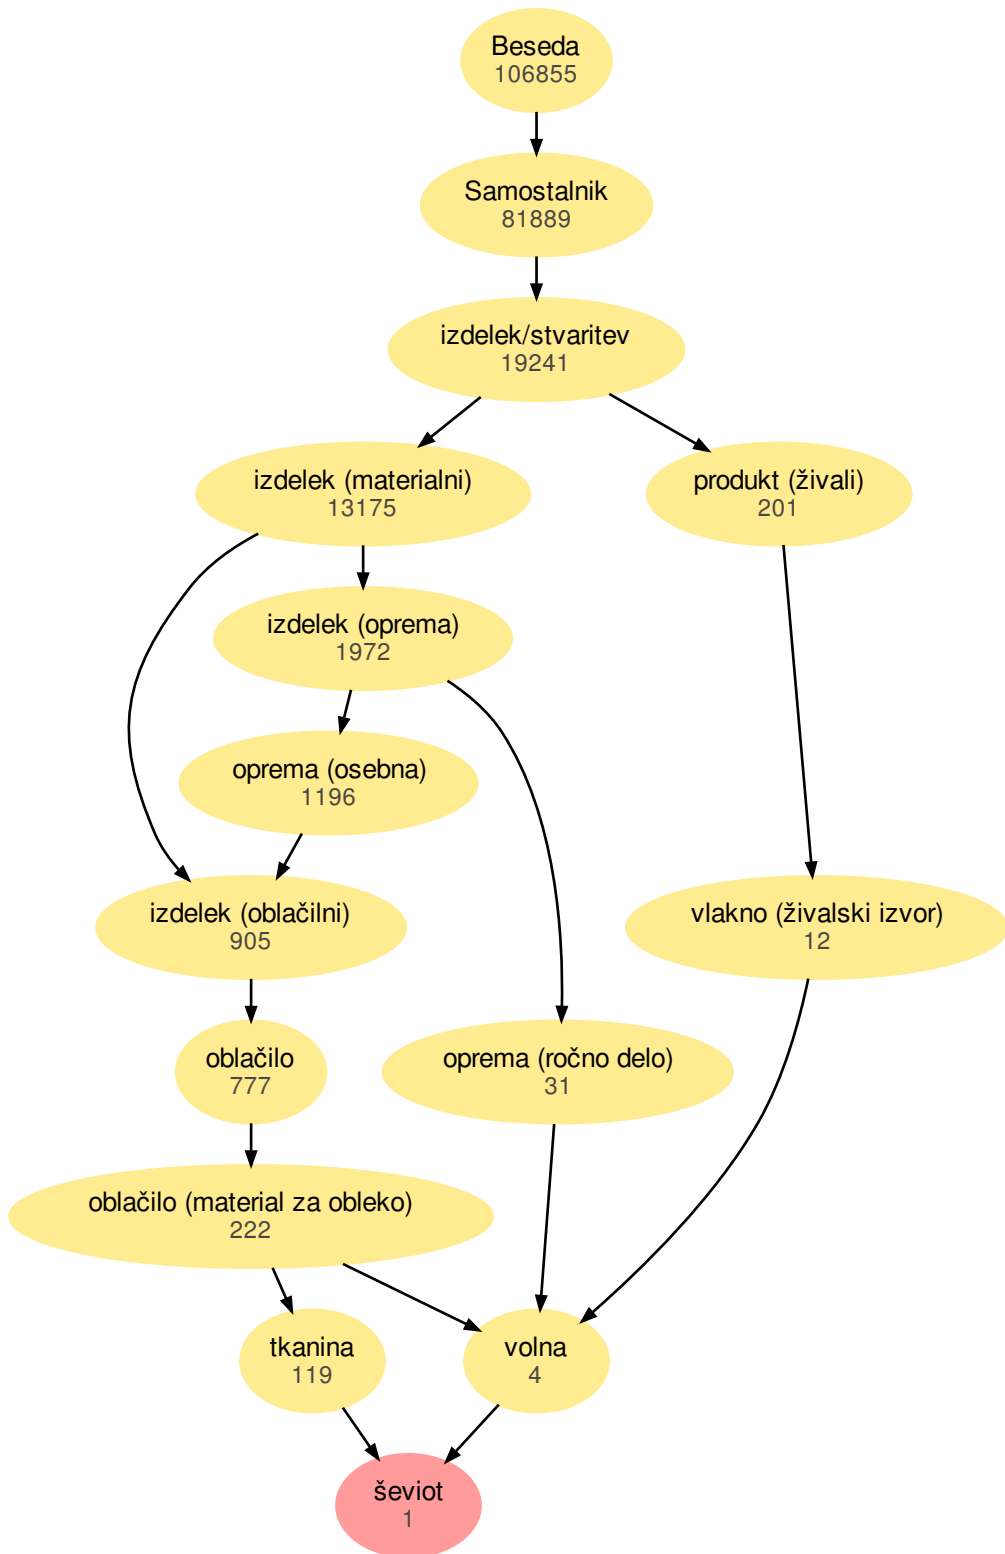 Beseda
106855
Samostalnik
81889
izdelek/stvaritev
19241
izdelek (materialni)
13175
produkt (živali)
201
izdelek (oprema)
1972
oprema (osebna)
1196
izdelek (oblačilni)
905
vlakno (živalski izvor)
12
oblačilo
777
oprema (ročno delo)
31
oblačilo (material za obleko)
222
tkanina
119
volna
4
ševiot
1